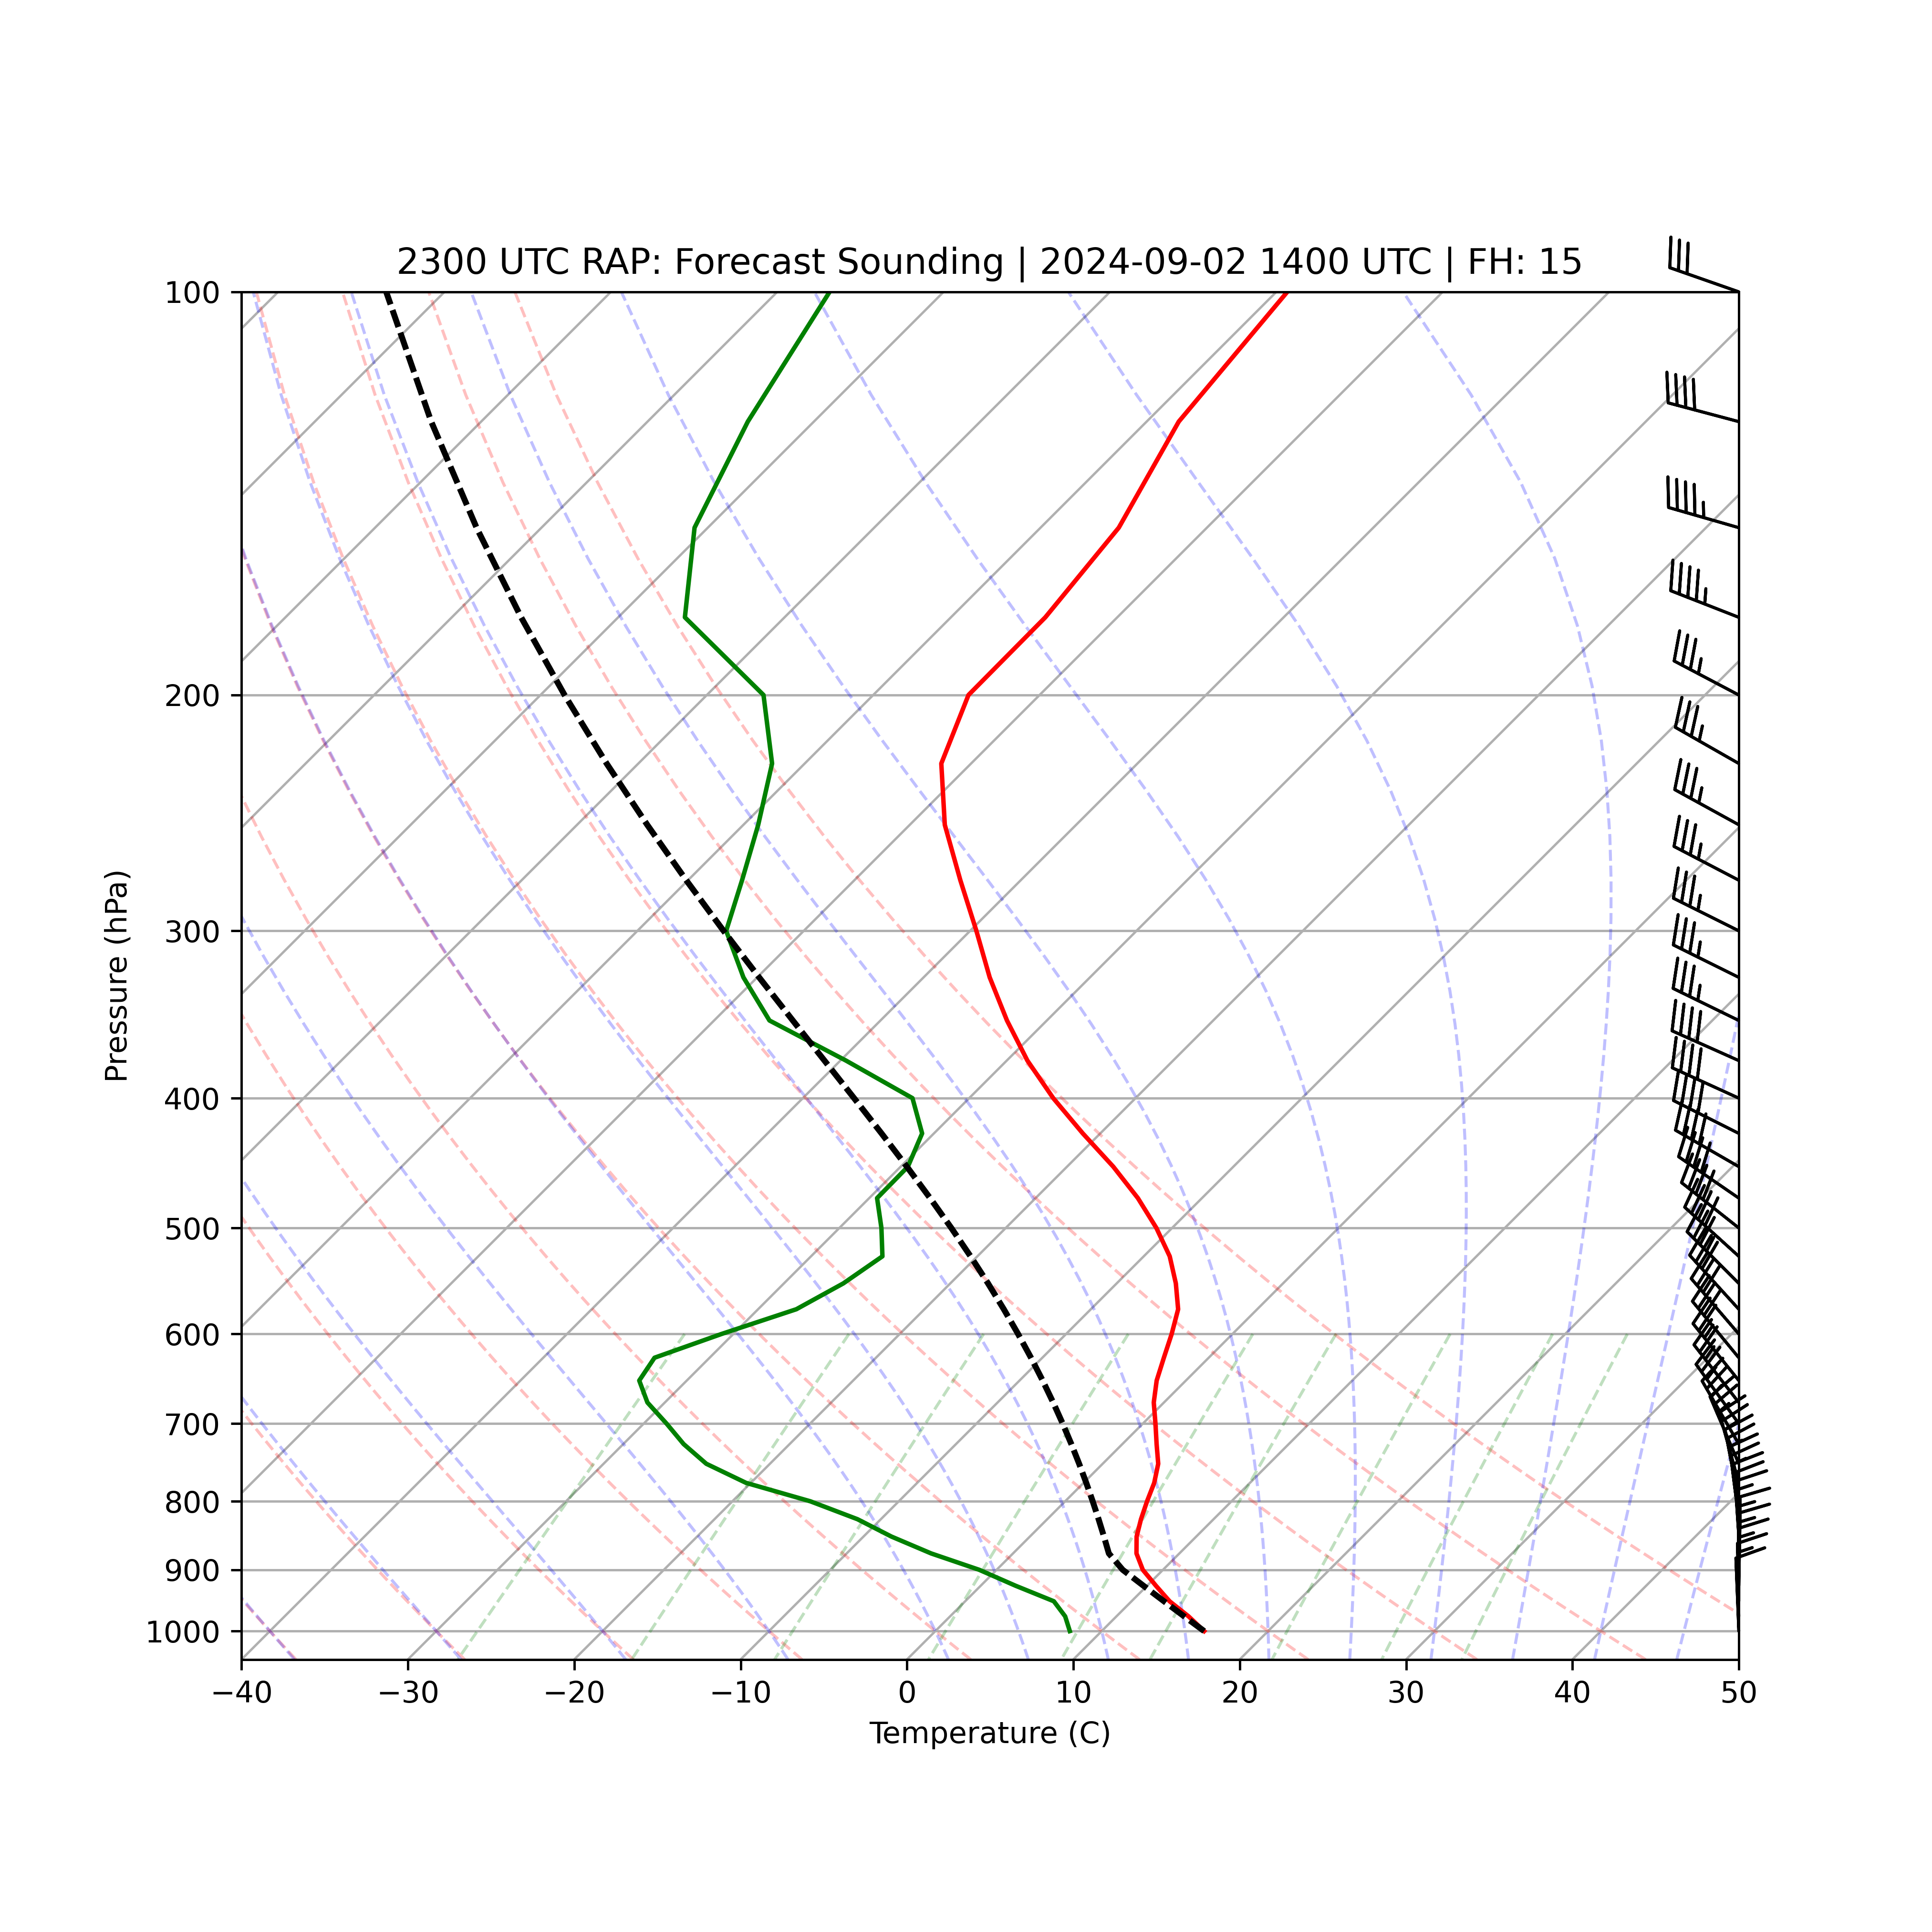 2300 UTC RAP: Forecast Sounding | 2024-09-02 1400 UTC | FH: 15
100
200
300
400
500
600
700
800
900
1000
Pressure (hPa)
−40 −30 −20 −10 0 10 20 30 40 50
Temperature (C)